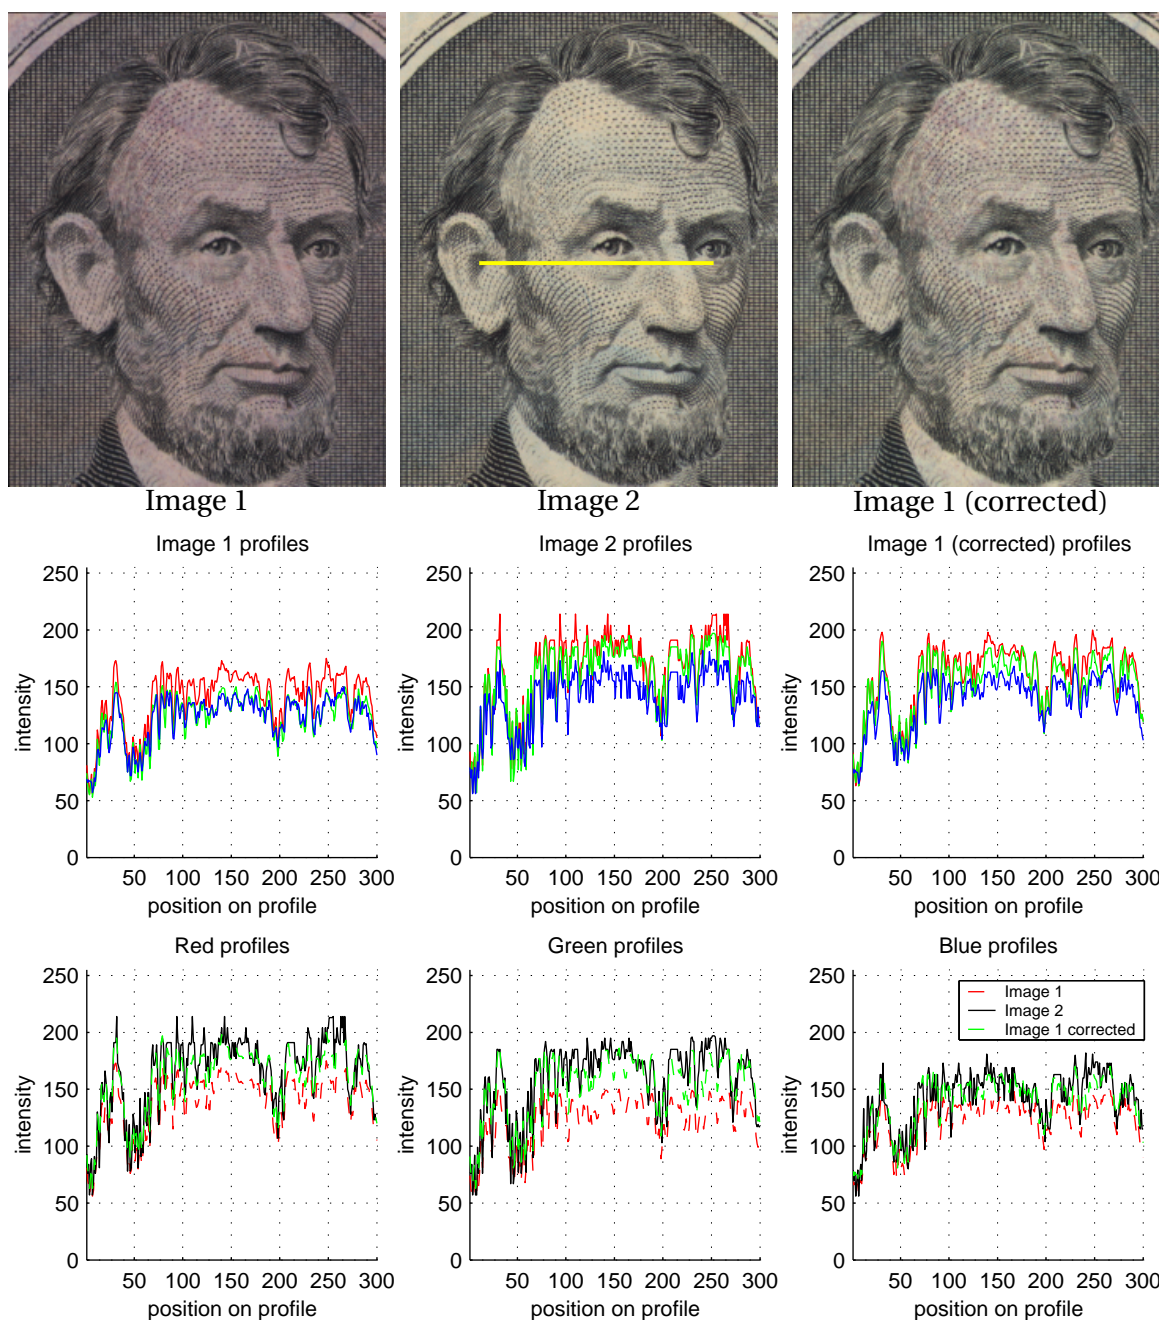 Image 1
Image 2
Image 1 (corrected)
Image 1 profiles
250
200
150
100
50
0
intensity
50 100 150 200 250 300
position on profile
Image 2 profiles
250
200
150
100
50
0
intensity
50 100 150 200 250 300
position on profile
Image 1 (corrected) profiles
250
200
150
100
50
0
intensity
50 100 150 200 250 300
position on profile
Red profiles
250
200
150
100
50
0
intensity
50 100 150 200 250 300
position on profile
Green profiles
250
200
150
100
50
0
intensity
50 100 150 200 250 300
position on profile
Blue profiles
250
200
150
100
50
0
intensity
Image 1
Image 2
Image 1 corrected
50 100 150 200 250 300
position on profile